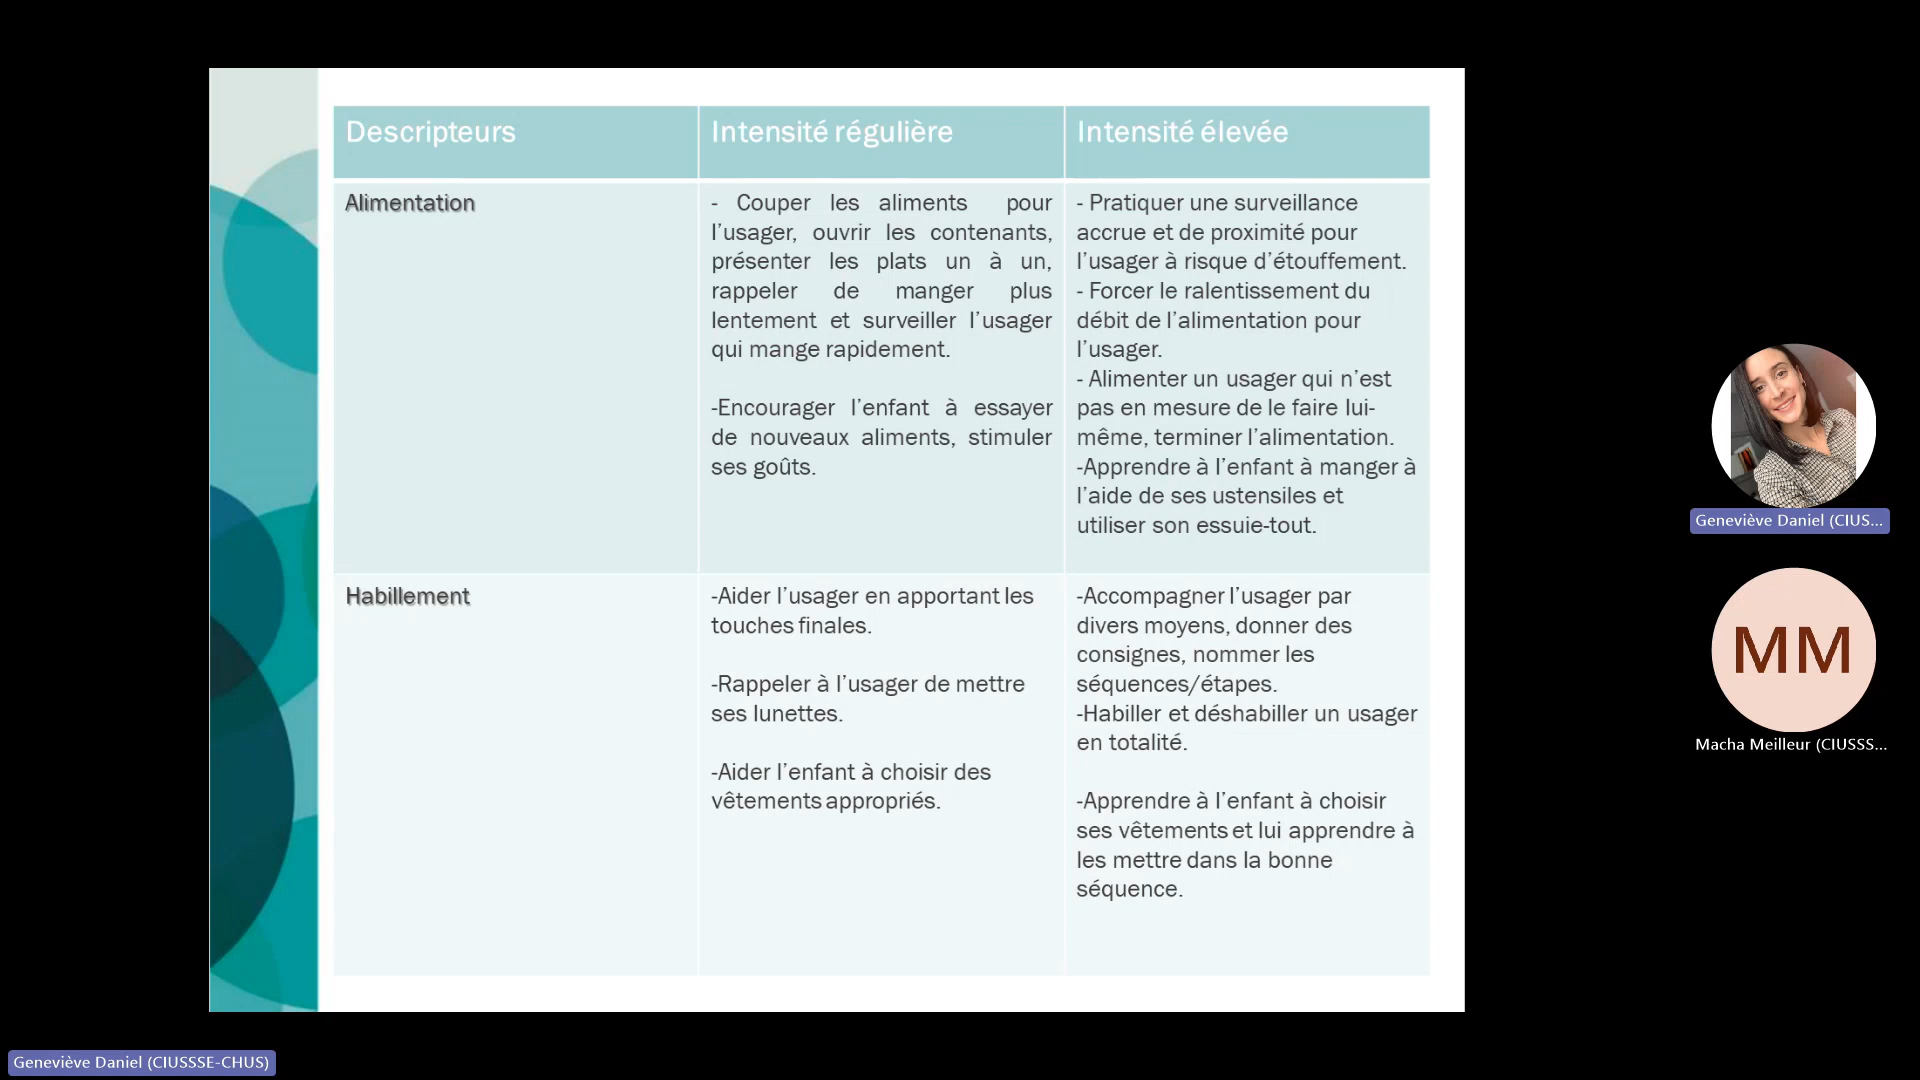 Descripteurs
Intensité régulière
Intensité élevée
Alimentation
- Couper les aliments pour
l’usager, ouvrir les contenants,
présenter les plats un à un,
rappeler de manger plus
lentement et surveiller l’usager
qui mange rapidement.
-Encourager l’enfant à essayer
de nouveaux aliments, stimuler
ses goûts.
- Pratiquer une surveillance
accrue et de proximité pour
l’usager à risque d’étouffement.
- Forcer le ralentissement du
débit de l’alimentation pour
l’usager.
- Alimenter un usager qui n’est
pas en mesure de le faire lui-
même, terminer l’alimentation.
-Apprendre à l’enfant à manger à
l’aide de ses ustensiles et
utiliser son essuie-tout.
Habillement
-Aider l’usager en apportant les
touches finales.
-Rappeler à l’usager de mettre
ses lunettes.
-Aider l’enfant à choisir des
vêtements appropriés.
-Accompagner l’usager par
divers moyens, donner des
consignes, nommer les
séquences/étapes.
-Habiller et déshabiller un usager
en totalité.
-Apprendre à l’enfant à choisir
ses vêtements et lui apprendre à
les mettre dans la bonne
séquence.
Geneviève Daniel (CIUS...
MM
Macha Meilleur (CIUSSS...
Geneviève Daniel (CIUSSSE-CHUS)